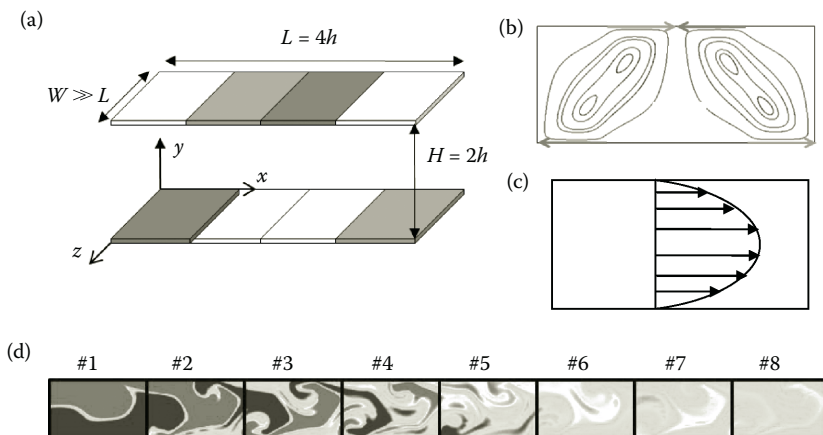 (a)
L = 4h
W ≫ L
y
x
z
H = 2h
(b)
(c)
(d)
#1 #2 #3 #4 #5 #6 #7 #8